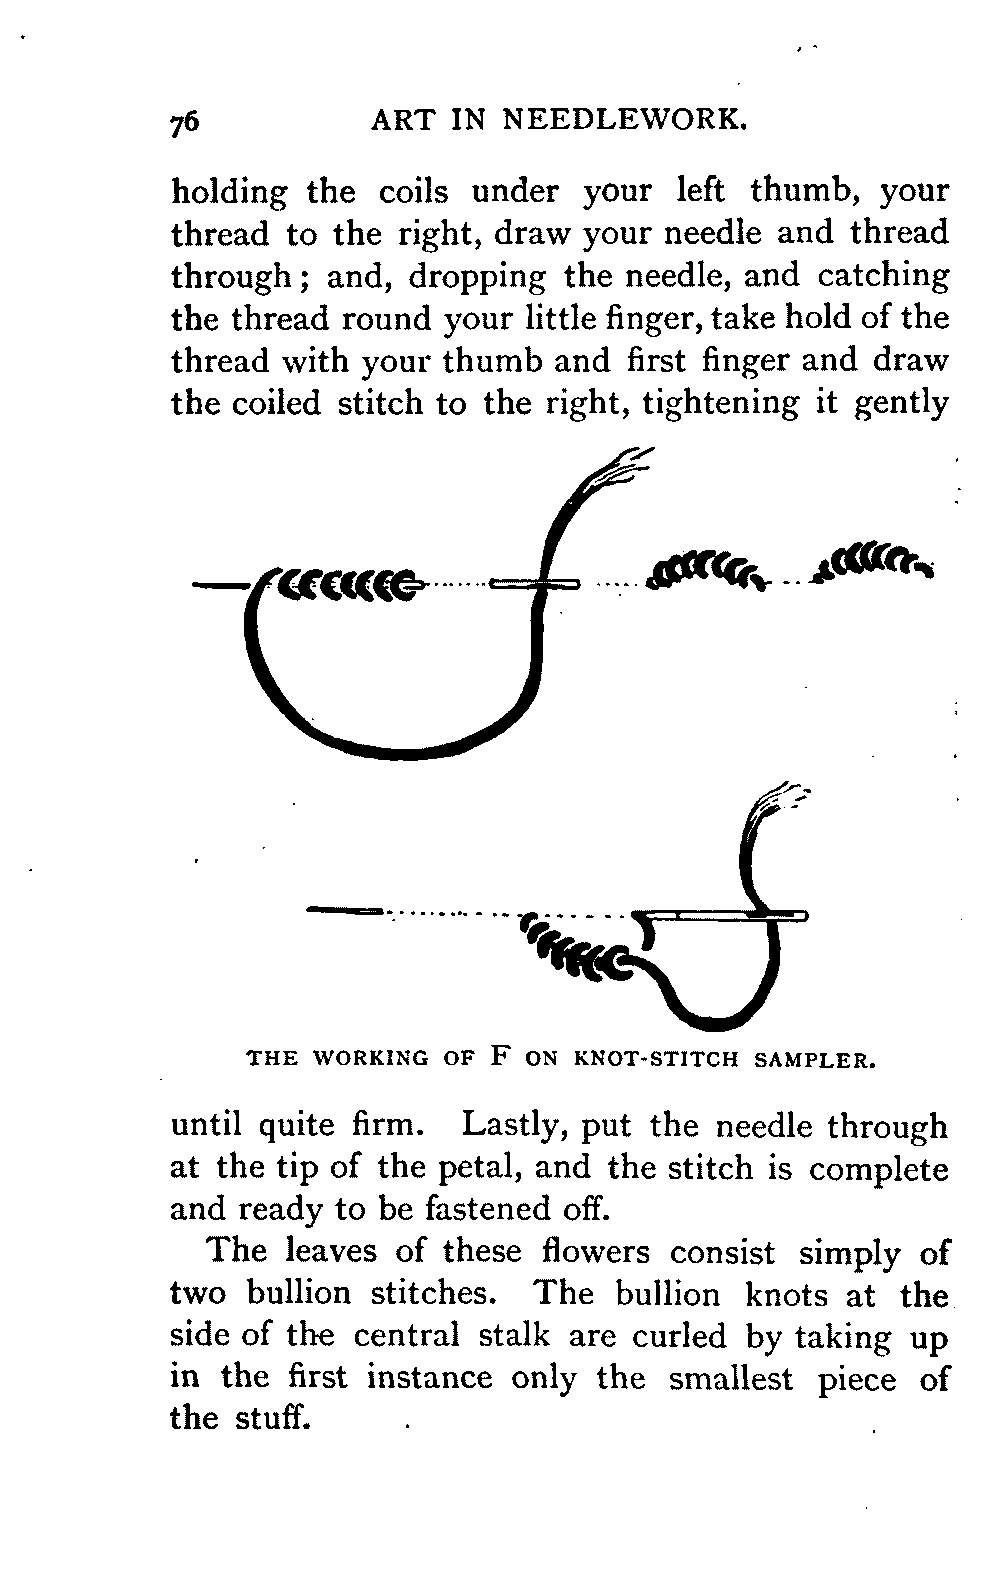 76 ART IN NEEDLEWORK.
holding the coils under your left thumb, your
thread to the right, draw your needle and thread
through ; and, dropping the needle, and catching
the thread round your little finger, take hold of the
thread with your thumb and first finger and draw
the coiled stitch to the right, tightening it gently
THE WORKING OF F ON KNOT-STITCH SAMPLER.
until quite firm. Lastly, put the needle through
at the tip of the petal, and the stitch is complete
and ready to be fastened off.
The leaves of these flowers consist simply of
two bullion stitches. The bullion knots at the
side of the central stalk are curled by taking up
in the first instance only the smallest piece of
the stuff.